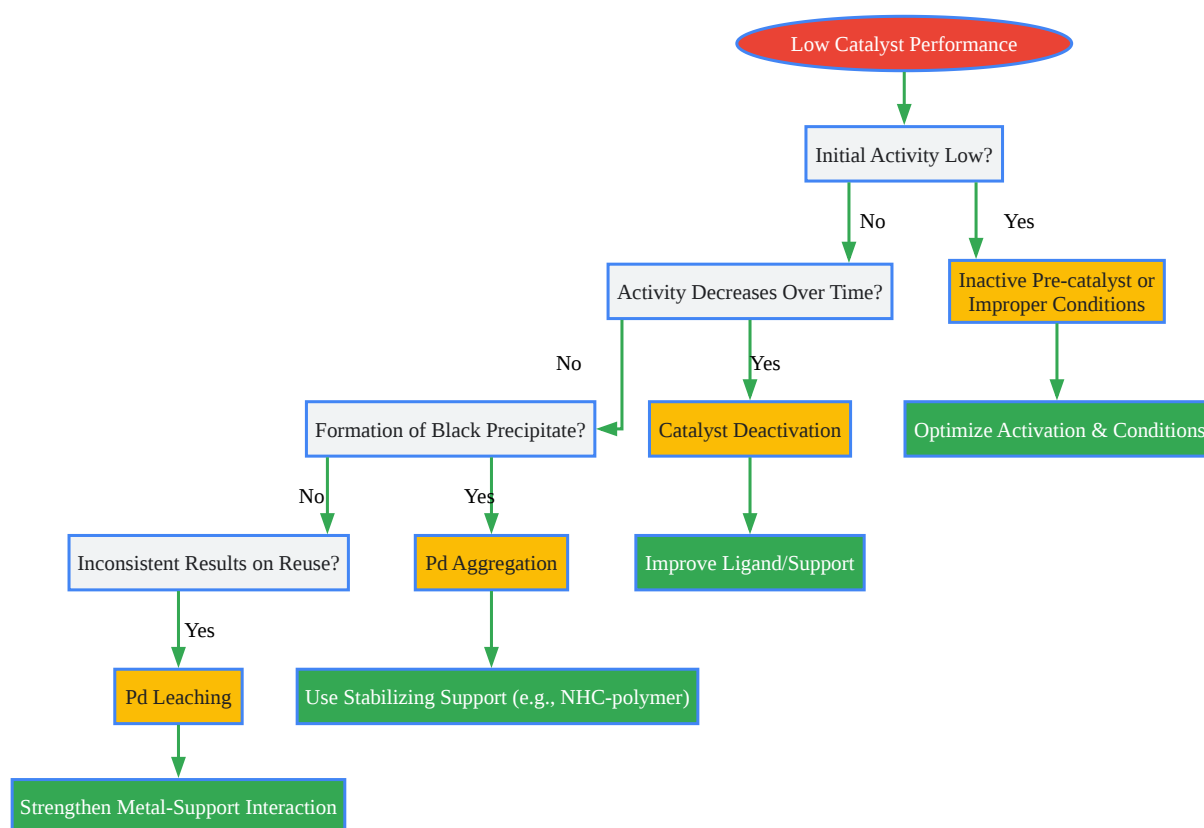 Low Catalyst Performance
Initial Activity Low?
No
Yes
Activity Decreases Over Time?
Inactive Pre-catalyst or
Improper Conditions
No
Yes
Formation of Black Precipitate?
Catalyst Deactivation
Optimize Activation & Conditions
No
Yes
Inconsistent Results on Reuse?
Pd Aggregation
Improve Ligand/Support
Yes
Pd Leaching
Use Stabilizing Support (e.g., NHC-polymer)
Strengthen Metal-Support Interaction